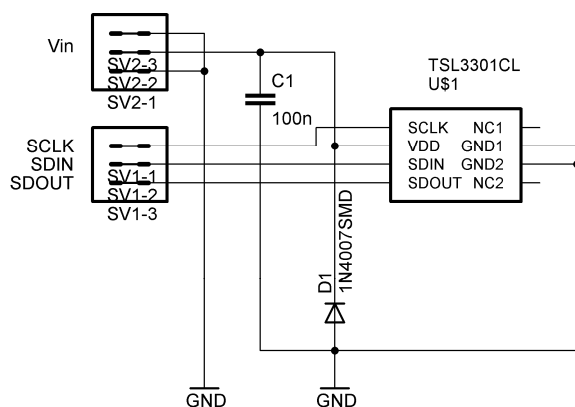 Vin
SV2-3
SV2-2
SV2-1
C1
100n
TSL3301CL
U$1
SCLK
SDIN
SDOUT
SV1-1
SV1-2
SV1-3
SCLK NC1
VDD GND1
SDIN GND2
SDOUT NC2
D1
1N4007SMD
GND
GND